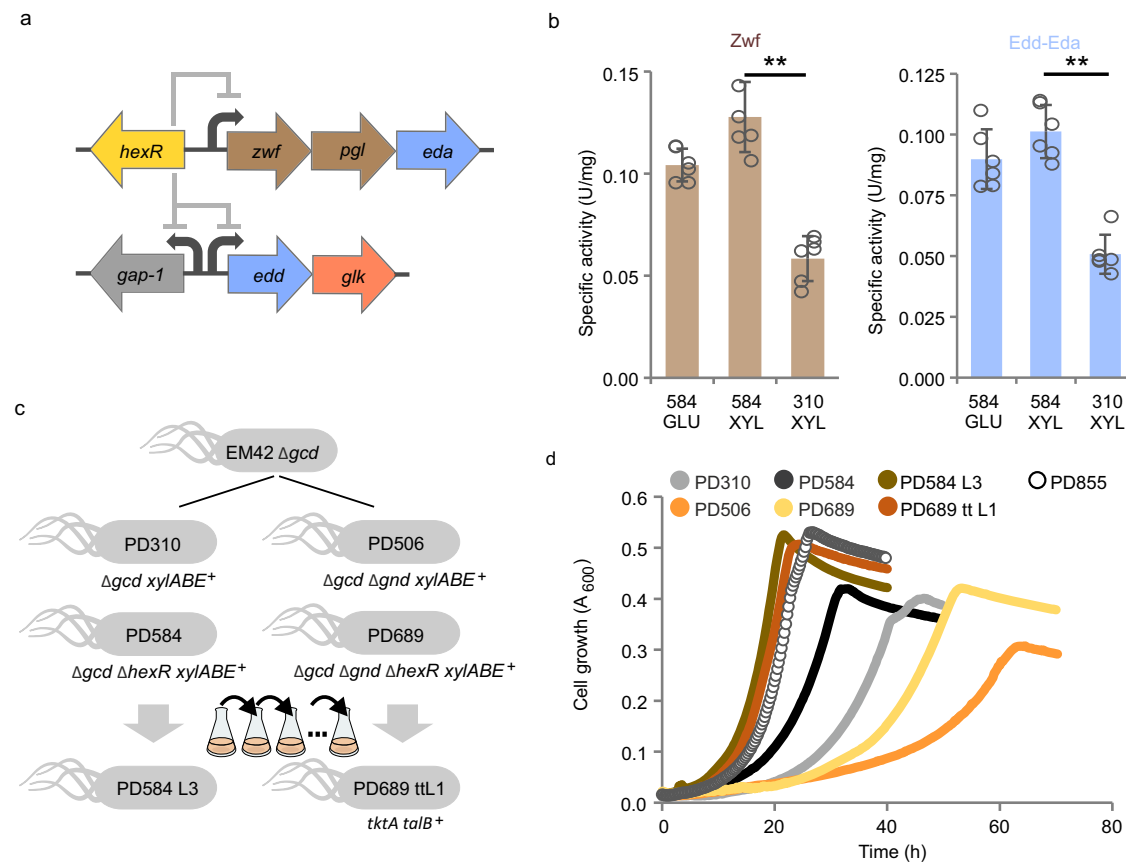 a
hexR
zwf
pgl
eda
gap-1
edd
glk
b
Zwf
**
Specific activity (U/mg)
0.15
0.10
0.05
0.00
584
GLU
584
XYL
310
XYL
Edd-Eda
**
Specific activity (U/mg)
0.125
0.100
0.075
0.050
0.025
0.000
584
GLU
584
XYL
310
XYL
c
EM42 Δgcd
PD310
Δgcd xylABE+
PD506
Δgcd Δgnd xylABE+
PD584
Δgcd ΔhexR xylABE+
PD689
Δgcd Δgnd ΔhexR xylABE+
...
PD584 L3
PD689 ttL1
tktA talB+
d
PD310
PD584
PD584 L3
PD855
PD506
PD689
PD689 tt L1
Cell growth (A600)
0.6
0.5
0.4
0.3
0.2
0.1
0.0
0
20
40
60
80
Time (h)